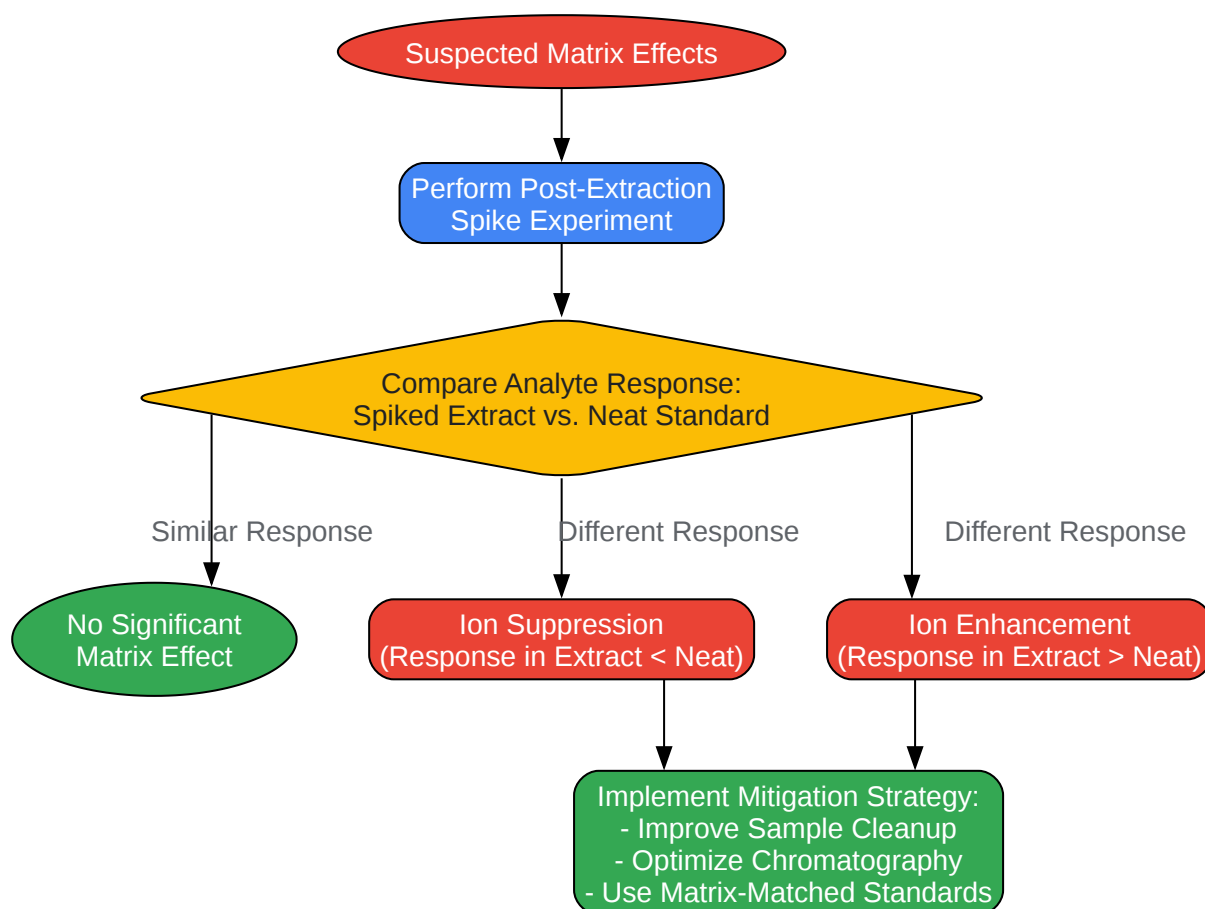 Suspected Matrix Effects
Perform Post-Extraction
Spike Experiment
Compare Analyte Response:
Spiked Extract vs. Neat Standard
Similar Response
Different Response
Different Response
No Significant
Matrix Effect
Ion Suppression
(Response in Extract < Neat)
Ion Enhancement
(Response in Extract > Neat)
Implement Mitigation Strategy:
- Improve Sample Cleanup
- Optimize Chromatography
- Use Matrix-Matched Standards